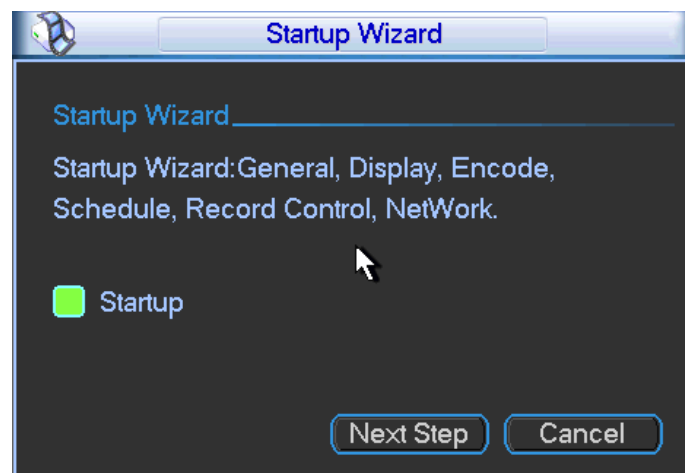 Startup Wizard
Startup Wizard
Startup Wizard:General, Display, Encode,
Schedule, Record Control, NetWork.
Startup
Next Step Cancel